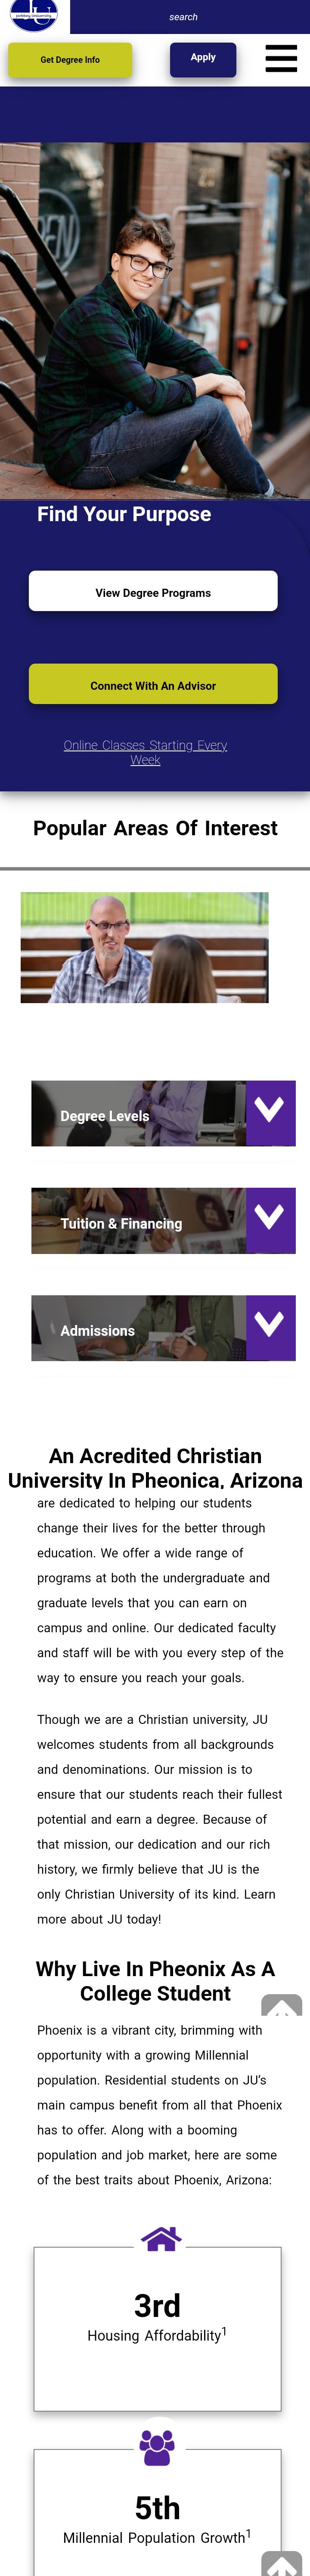 JU
search
Get Degree Info
Apply
Find Your Purpose
View Degree Programs
Connect With An Advisor
Online Classes Starting Every
Week
Popular Areas Of Interest
Degree Levels
Tuition & Financing
Admissions
An Acredited Christian
University In Pheonica, Arizona
are dedicated to helping our students
change their lives for the better through
education. We offer a wide range of
programs at both the undergraduate and
graduate levels that you can earn on
campus and online. Our dedicated faculty
and staff will be with you every step of the
way to ensure you reach your goals.
Though we are a Christian university, JU
welcomes students from all backgrounds
and denominations. Our mission is to
ensure that our students reach their fullest
potential and earn a degree. Because of
that mission, our dedication and our rich
history, we firmly believe that JU is the
only Christian University of its kind. Learn
more about JU today!
Why Live In Pheonix As A
College Student
Phoenix is a vibrant city, brimming with
opportunity with a growing Millennial
population. Residential students on JU's
main campus benefit from all that Phoenix
has to offer. Along with a booming
population and job market, here are some
of the best traits about Phoenix, Arizona:
3rd
Housing Affordability1
5th
Millennial Population Growth1